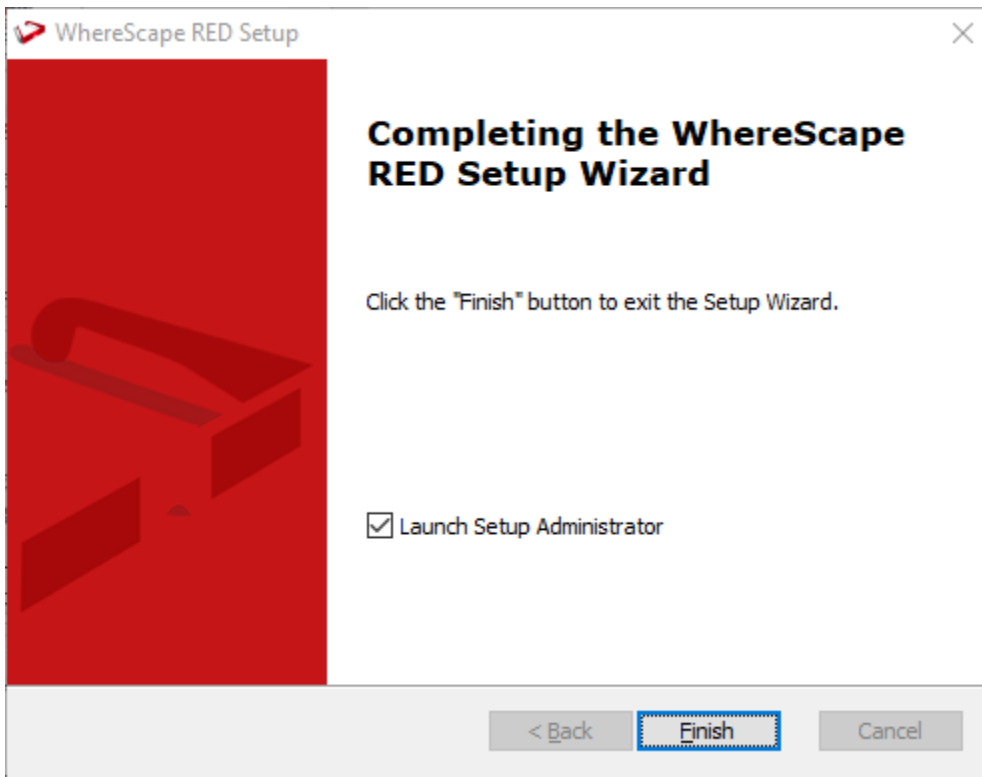 WhereScape RED Setup
Completing the WhereScape
RED Setup Wizard
Click the "Finish" button to exit the Setup Wizard.
Launch Setup Administrator
< Back
Finish
Cancel